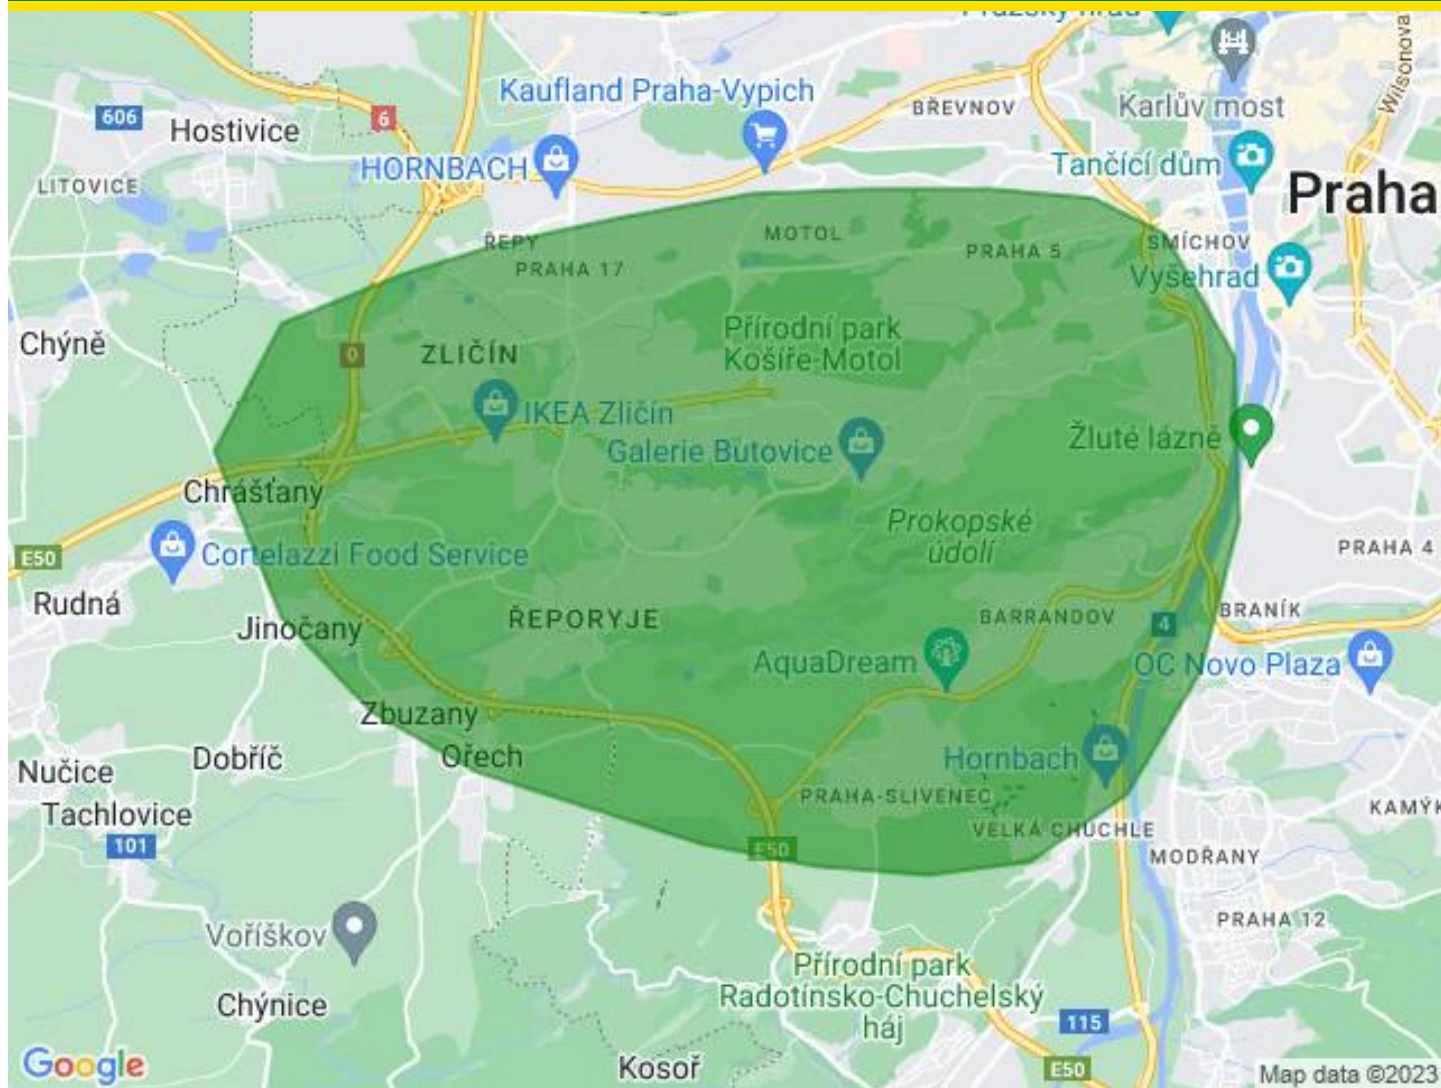 Pražský hrad
Wilsonova
Kaufland Praha-Vypich
BŘEVNOV
Karlův most
606
6
Hostivice
HORNBACH
Tančící dům
LITOVICE
Praha
ŘEPY
MOTOL
PRAHA 5
SMÍCHOV
PRAHA 17
Vyšehrad
Chýně
Přírodní park
Košíře-Motol
0
ZLIČÍN
IKEA Zličín
Galerie Butovice
Žluté lázně
Chrášťany
Prokopské
údolí
E50
Cortelazzi Food Service
PRAHA 4
Rudná
Jinočany
ŘEPORYJE
BARRANDOV
4
BRANÍK
AquaDream
OC Novo Plaza
Zbuzany
Ořech
Dobříč
Hornbach
Nučice
Tachlovice
PRAHA-SLIVENEC
KAMÝK
VELKÁ CHUCHLE
101
E50
MODŘANY
Voříškov
PRAHA 12
Přírodní park
Radotínsko-Chuchelský
háj
Chýnice
115
Google
Kosoř
E50
Map data ©2023